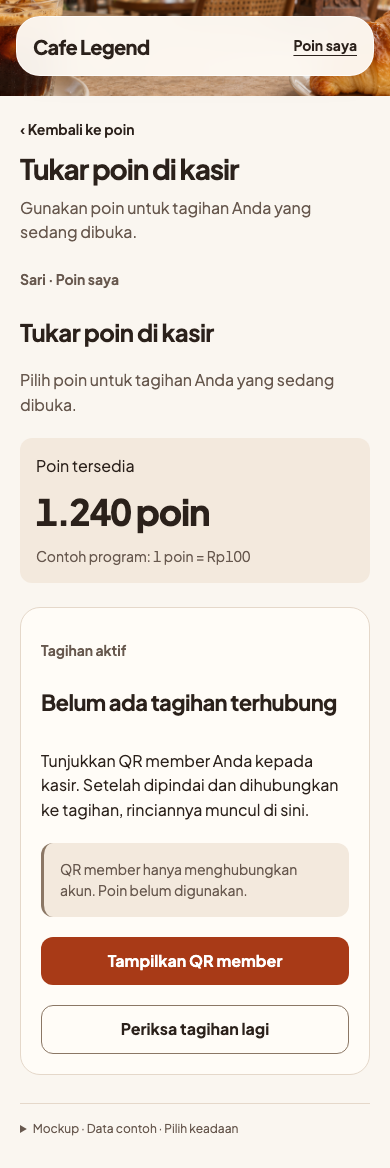 Cafe Legend
Poin saya
‹ Kembali ke poin
Tukar poin di kasir
Gunakan poin untuk tagihan Anda yang
sedang dibuka.
Sari · Poin saya
Tukar poin di kasir
Pilih poin untuk tagihan Anda yang sedang
dibuka.
Poin tersedia
1.240 poin
Contoh program: 1 poin = Rp100
Tagihan aktif
Belum ada tagihan terhubung
Tunjukkan QR member Anda kepada
kasir. Setelah dipindai dan dihubungkan
ke tagihan, rinciannya muncul di sini.
QR member hanya menghubungkan
akun. Poin belum digunakan.
Tampilkan QR member
Periksa tagihan lagi
Mockup · Data contoh · Pilih keadaan